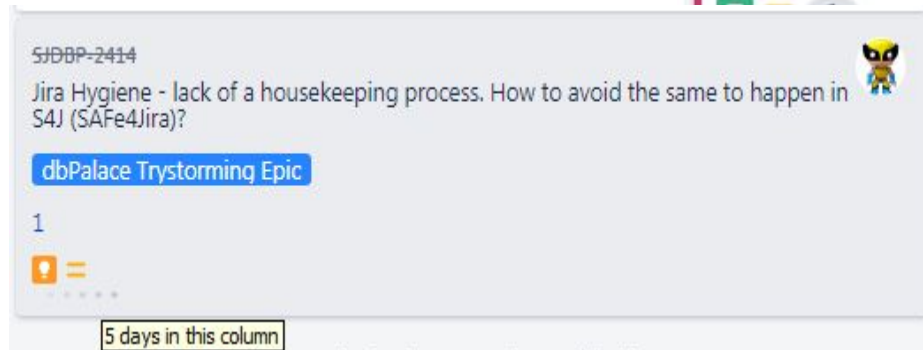 SJDBP-2414
Jira Hygiene - lack of a housekeeping process. How to avoid the same to happen in
S4J (SAFe4Jira)?
dbPalace Trystorming Epic
1
5 days in this column